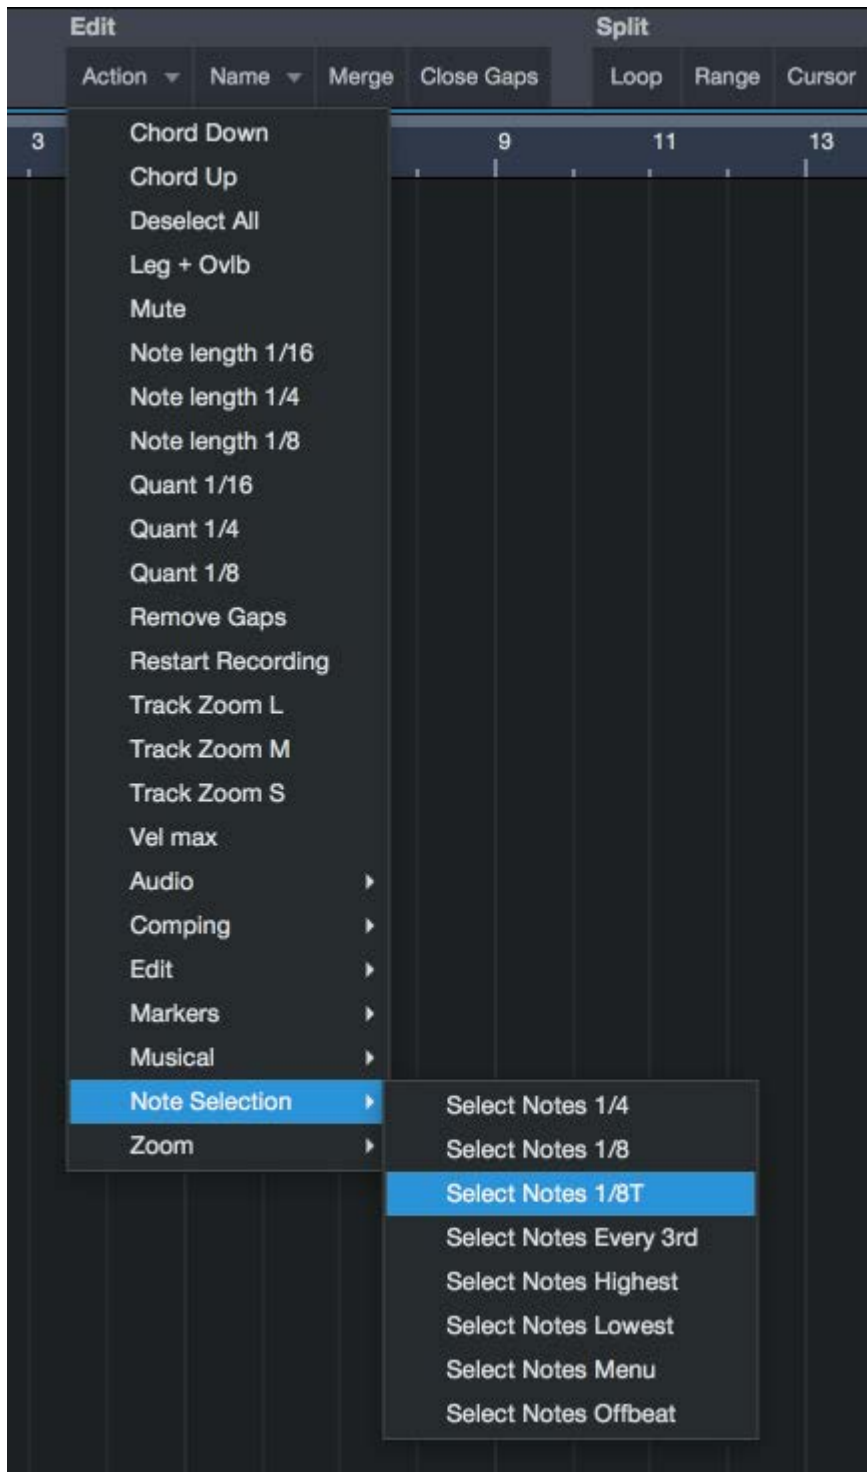 Edit Split
Action Name Merge Close Gaps Loop Range Cursor
3 9 11 13
Chord Down
Chord Up
Deselect All
Leg + Ovlb
Mute
Note length 1/16
Note length 1/4
Note length 1/8
Quant 1/16
Quant 1/4
Quant 1/8
Remove Gaps
Restart Recording
Track Zoom L
Track Zoom M
Track Zoom S
Vel max
Audio
Comping
Edit
Markers
Musical
Note Selection
Zoom
Select Notes 1/4
Select Notes 1/8
Select Notes 1/8T
Select Notes Every 3rd
Select Notes Highest
Select Notes Lowest
Select Notes Menu
Select Notes Offbeat